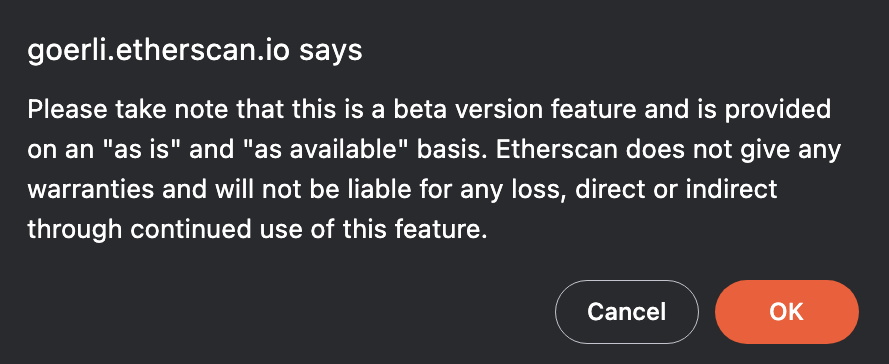 goerli.etherscan.io says
Please take note that this is a beta version feature and is provided
on an "as is" and "as available" basis. Etherscan does not give any
warranties and will not be liable for any loss, direct or indirect
through continued use of this feature.
Cancel
OK